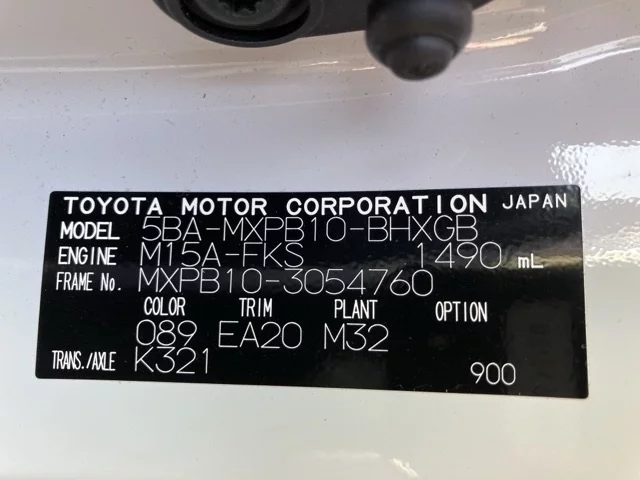 TOYOTA MOTOR CORPORATION JAPAN
MODEL 5BA-MXPB10-BHXGB
ENGINE M15A-FKS 1490 mL
FRAME No. MXPB10-3054760
COLOR TRIM PLANT OPTION
089 EA20 M32
TRANS./AXLE K321
900